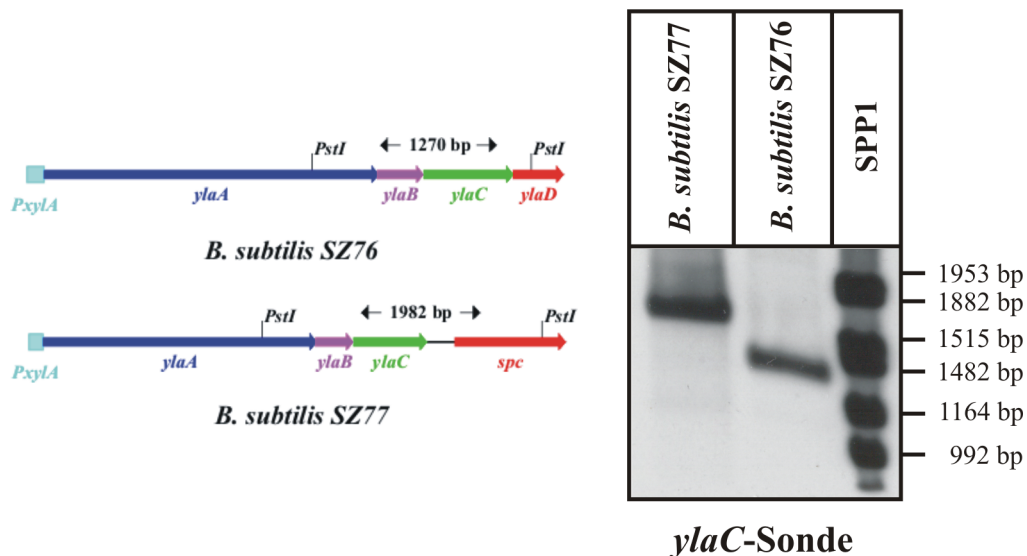 PstI
1270 bp
PstI
PxylA
ylaA
ylaB
ylaC
ylaD
B. subtilis SZ76
PstI
1982 bp
PstI
PxylA
ylaA
ylaB
ylaC
spc
B. subtilis SZ77
B. subtilis SZ77
B. subtilis SZ76
SPP1
1953 bp
1882 bp
1515 bp
1482 bp
1164 bp
992 bp
ylaC-Sonde